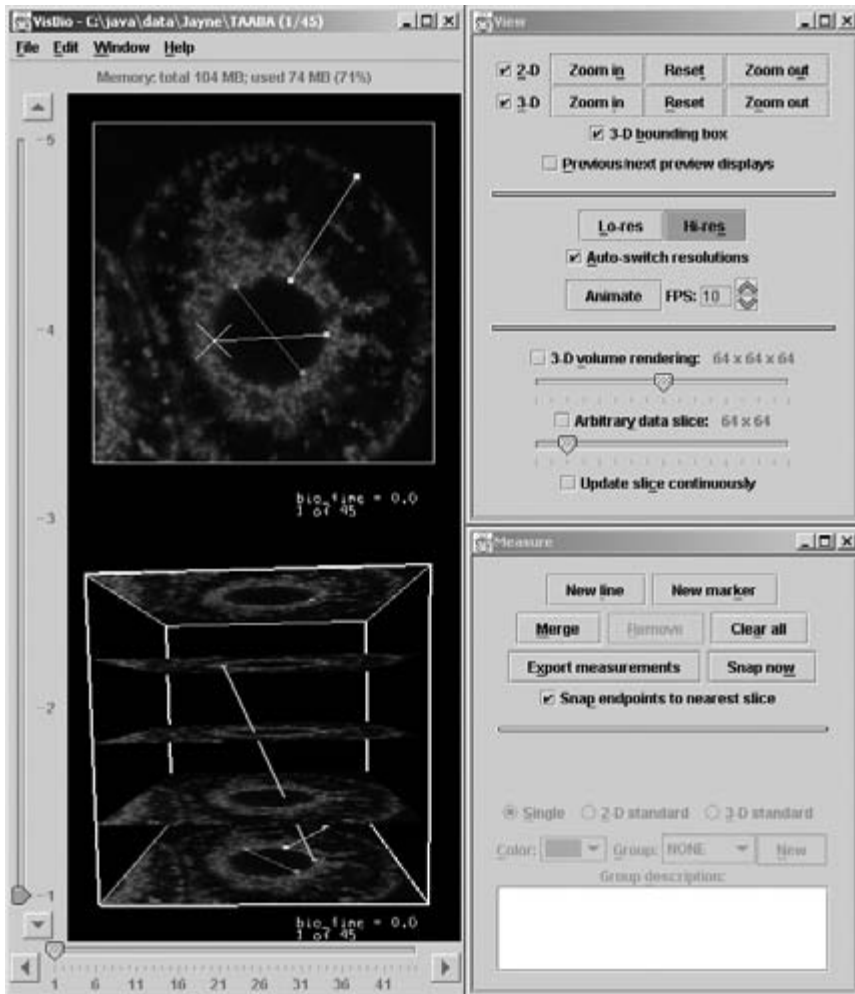 VisBio - C:\java\data\Jayne\TAABA (1/45)
File Edit Window Help
Memory: total 104 MB; used 74 MB (71%)
5
4
3
2
1
bio_time = 0.0
1 of 45
bio_time = 0.0
1 of 45
1 6 11 16 21 26 31 36 41
View
2-D Zoom in Reset Zoom out
3-D Zoom in Reset Zoom out
3-D bounding box
Previous/next preview displays
Lo-res Hi-res
Auto-switch resolutions
Animate FPS: 10
3-D volume rendering: 64 x 64 x 64
Arbitrary data slice: 64 x 64
Update slice continuously
Measure
New line New marker
Merge Remove Clear all
Export measurements Snap now
Snap endpoints to nearest slice
Single 2-D standard 3-D standard
Color: Group: NONE New
Group description: